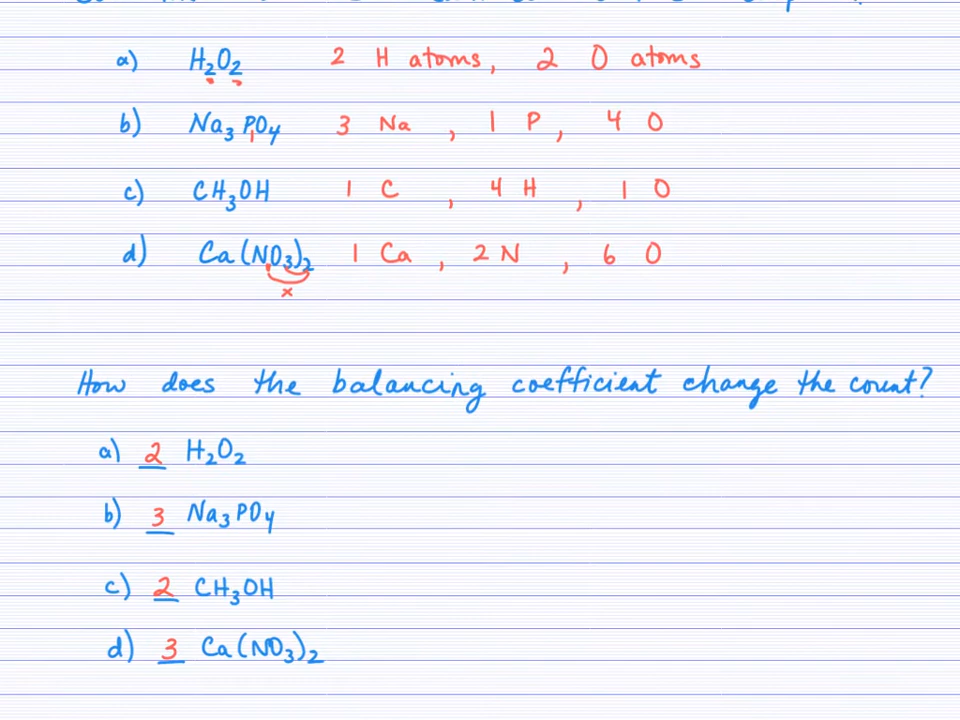 a) H₂O₂ 2 H atoms, 2 O atoms
b) Na₃PO₄ 3 Na, 1 P, 4 O
c) CH₃OH 1 C, 4 H, 1 O
d) Ca(NO₃)₂ 1 Ca, 2 N, 6 O
x
How does the balancing coefficient change the count?
a) 2 H₂O₂
b) 3 Na₃PO₄
c) 2 CH₃OH
d) 3 Ca(NO₃)₂